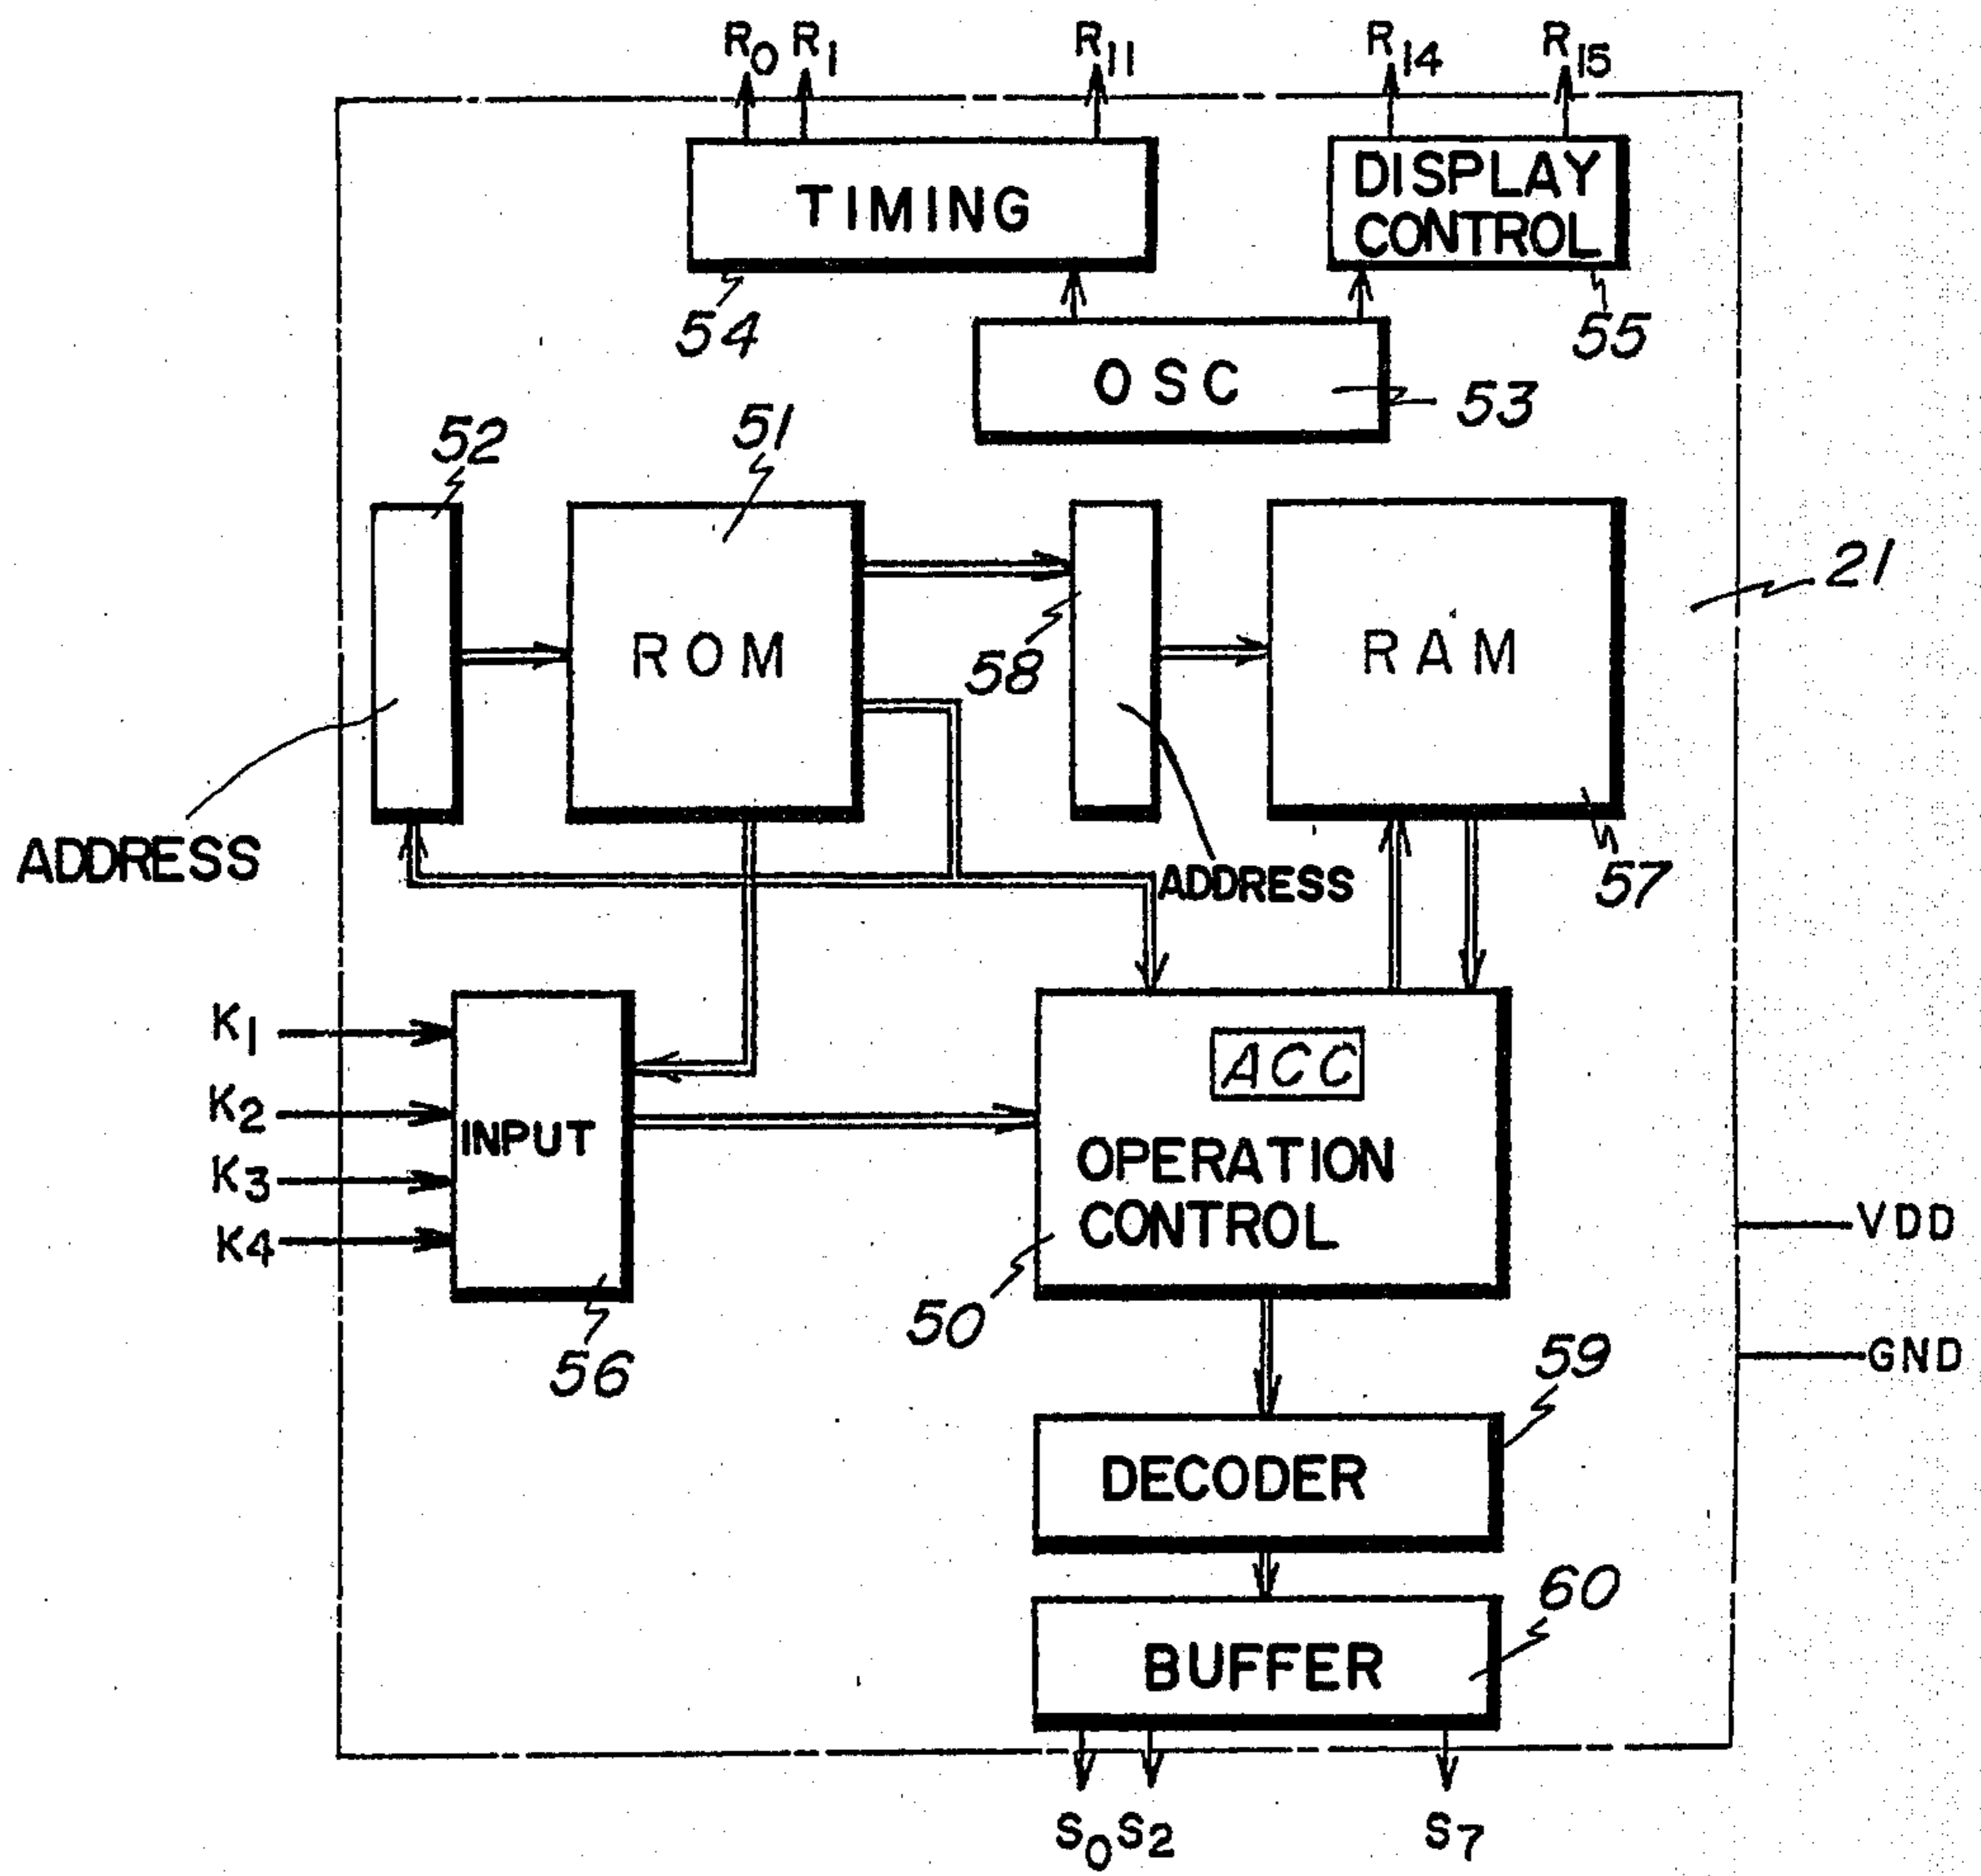 R0 R1 R11 R14 R15
TIMING
DISPLAY
CONTROL
54
55
OSC
53
52
51
21
ROM
58
RAM
ADDRESS
ADDRESS
57
K1
K2
K3
K4
INPUT
ACC
OPERATION
CONTROL
VDD
50
GND
56
59
DECODER
60
BUFFER
S0 S2 S7